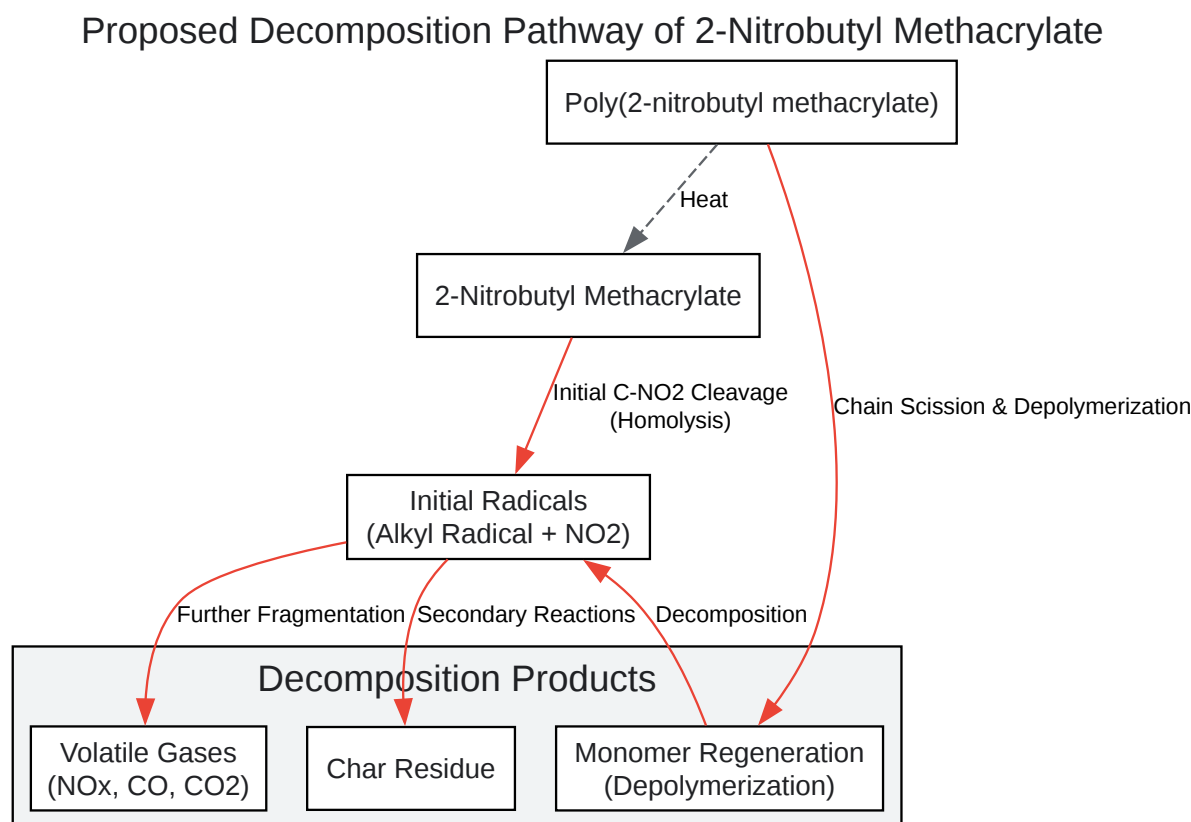 Proposed Decomposition Pathway of 2-Nitrobutyl Methacrylate
Poly(2-nitrobutyl methacrylate)
Heat
2-Nitrobutyl Methacrylate
Initial C-NO2 Cleavage
(Homolysis)
Chain Scission & Depolymerization
Initial Radicals
(Alkyl Radical + NO2)
Further Fragmentation
Secondary Reactions
Decomposition
Decomposition Products
Volatile Gases
(NOx, CO, CO2)
Char Residue
Monomer Regeneration
(Depolymerization)